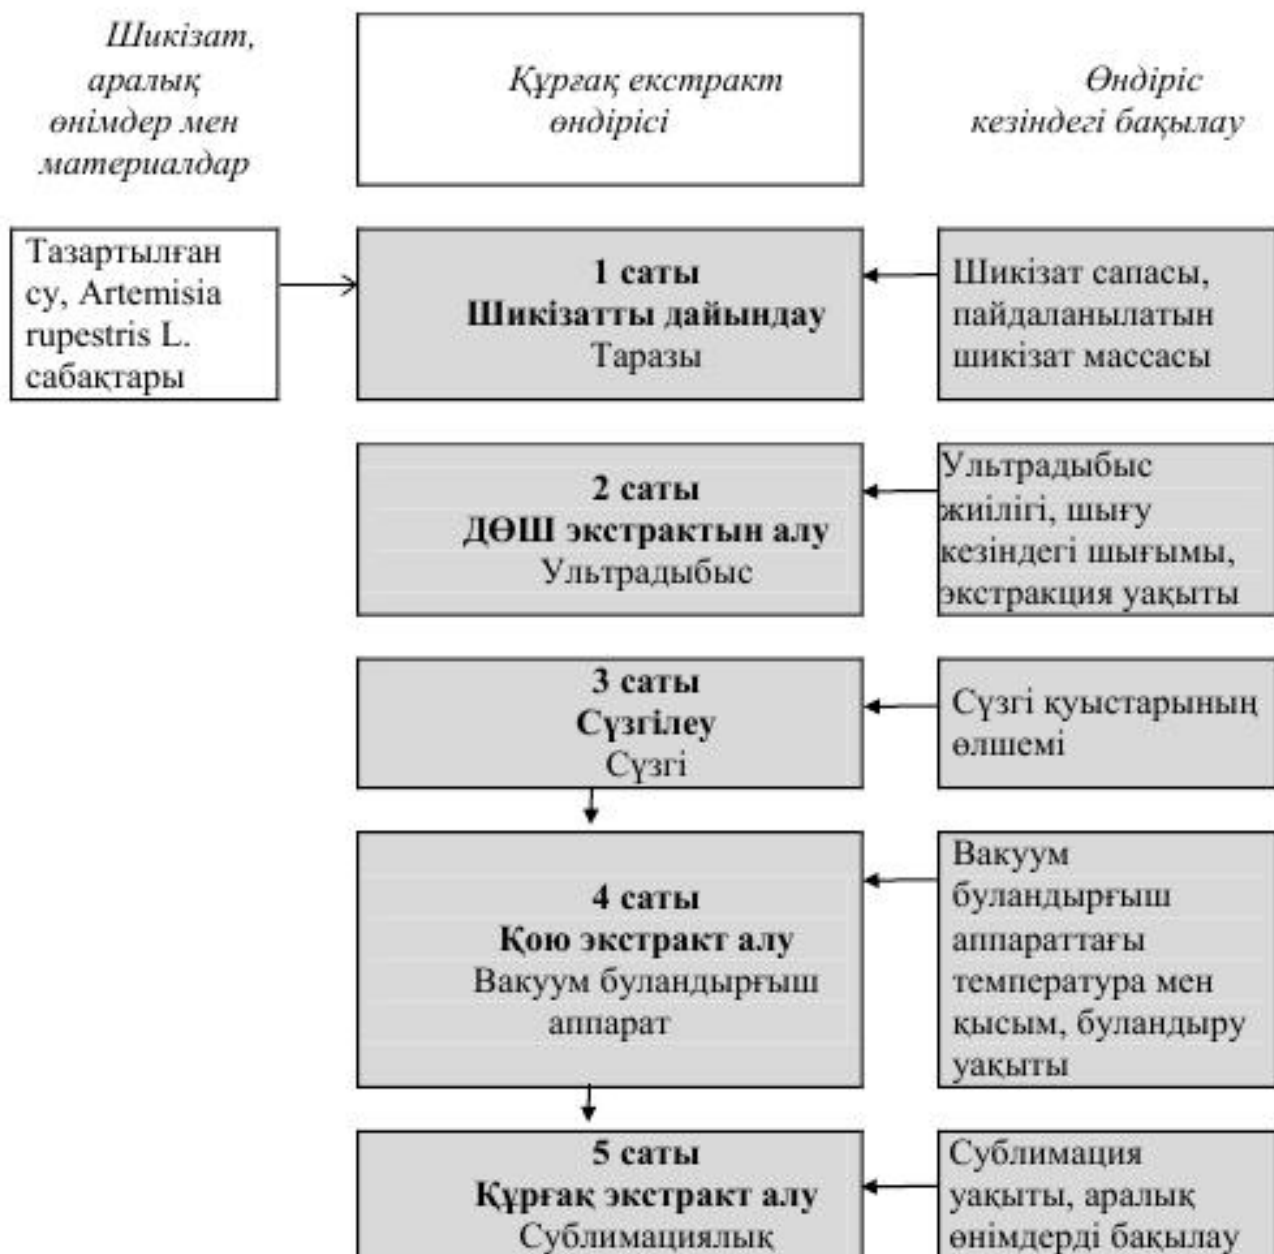 Шикізат,
аралық
өнімдер мен
материалдар
Құрғақ екстракт
өндірісі
Өндіріс
кезіндегі бақылау
Тазартылған
су, Artemisia
rupestris L.
сабақтары
1 саты
Шикізатты дайындау
Таразы
Шикізат сапасы,
пайдаланылатын
шикізат массасы
2 саты
ДӨШ экстрактын алу
Ультрадыбыс
Ультрадыбыс
жиілігі, шығу
кезіндегі шығымы,
экстракция уақыты
3 саты
Сүзгілеу
Сүзгі
Сүзгі қуыстарының
өлшемі
4 саты
Қою экстракт алу
Вакуум буландырғыш
аппарат
Вакуум
буландырғыш
аппараттағы
температура мен
қысым, буландыру
уақыты
5 саты
Құрғақ экстракт алу
Сублимациялық
Сублимация
уақыты, аралық
өнімдерді бақылау